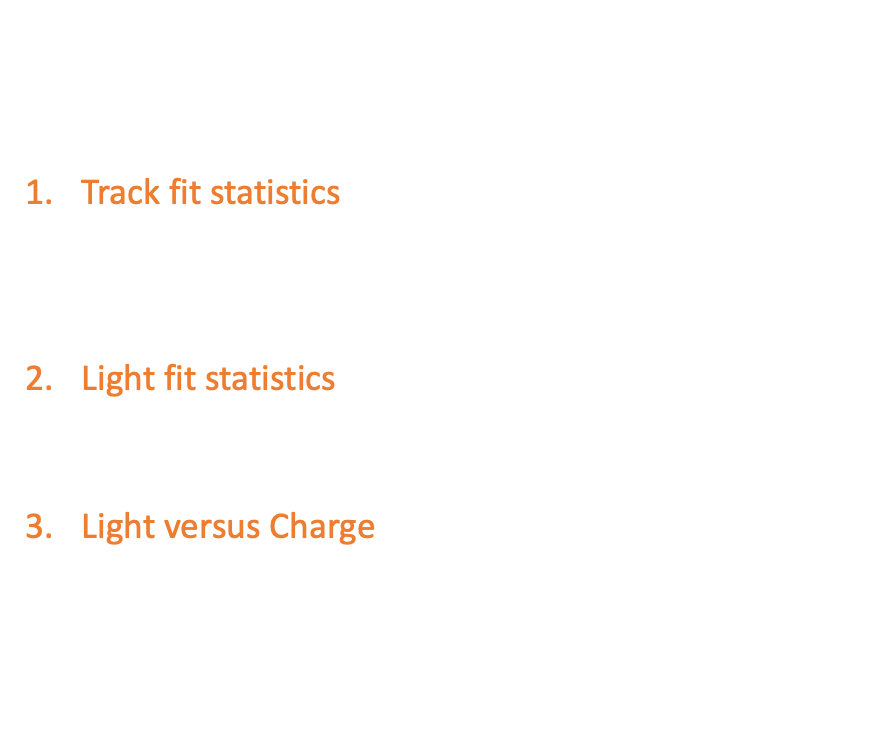 1. Track fit statistics
2. Light fit statistics
3. Light versus Charge